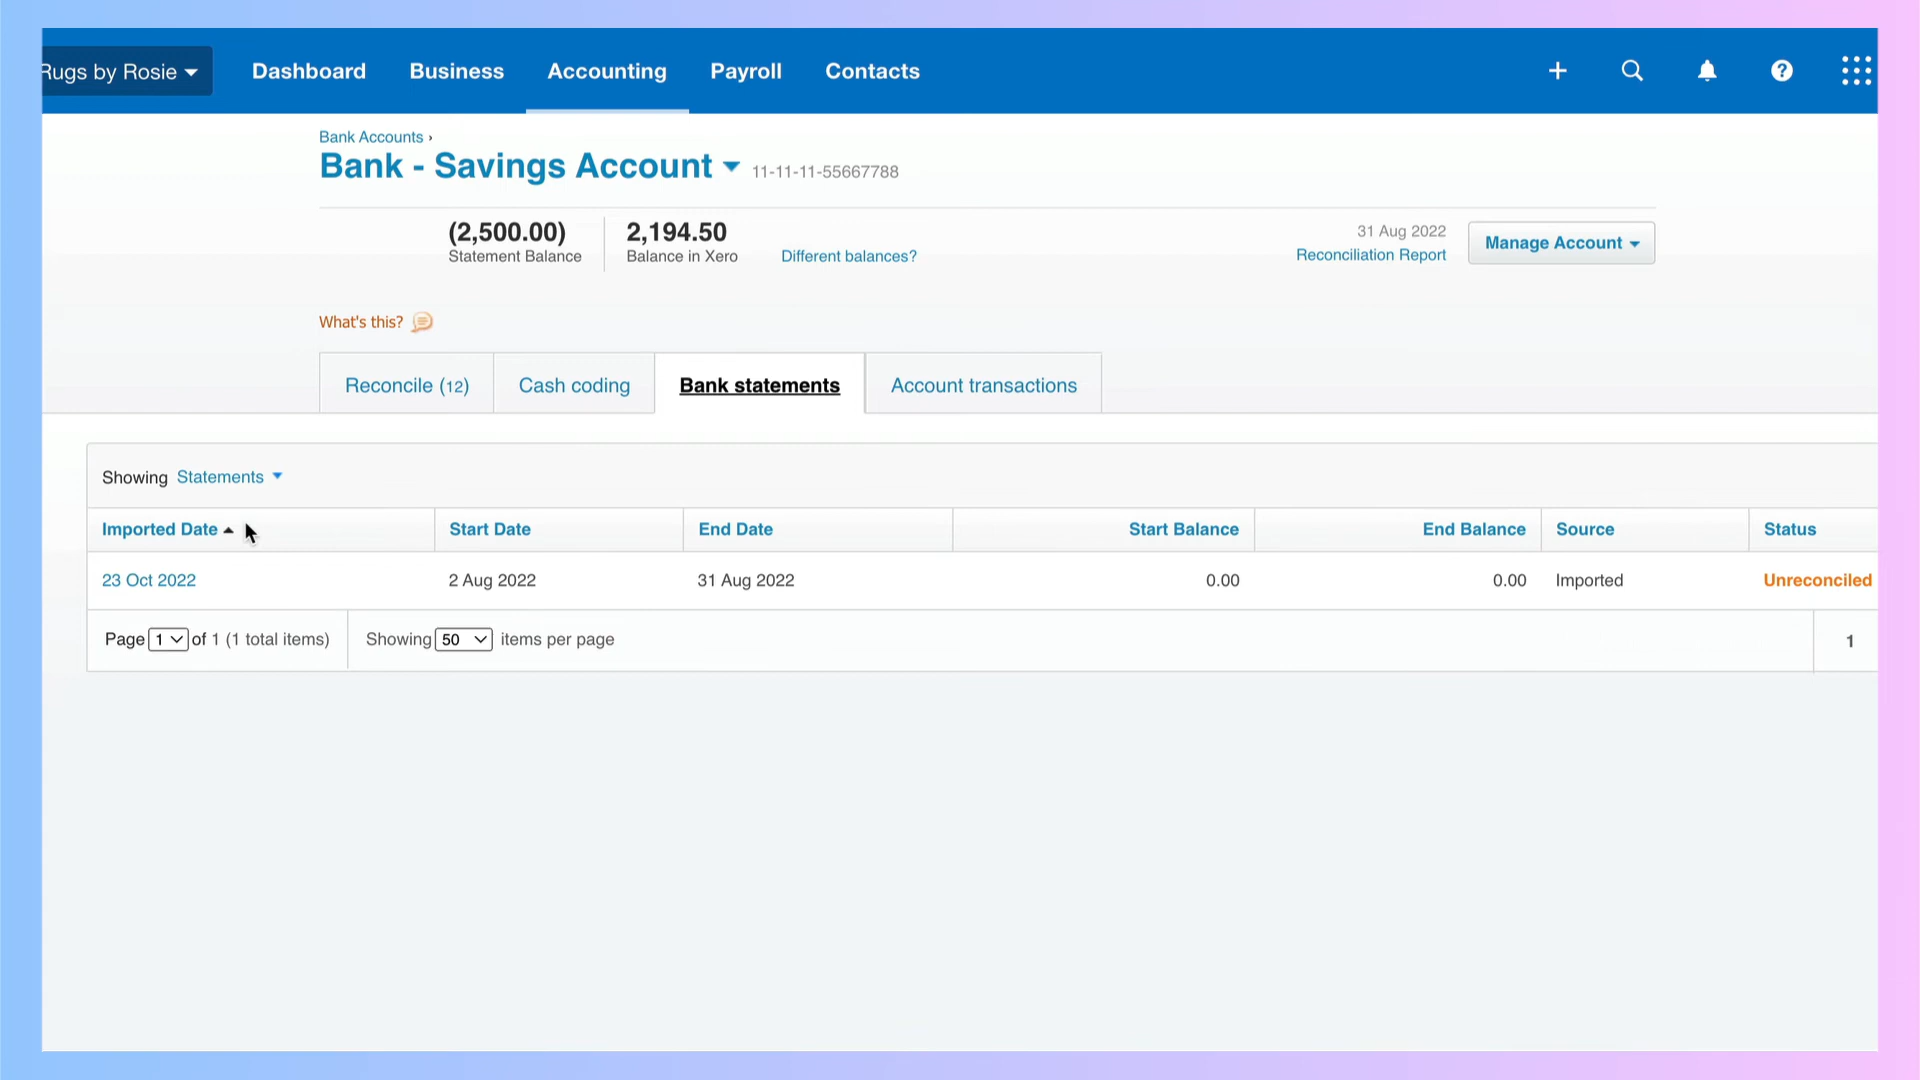 Rugs by Rosie Dashboard Business Accounting Payroll Contacts
Bank Accounts ›
Bank - Savings Account 11-11-11-55667788
(2,500.00) 2,194.50 31 Aug 2022
Statement Balance Balance in Xero Different balances? Reconciliation Report Manage Account
What's this?
Reconcile (12) Cash coding Bank statements Account transactions
Showing Statements
Imported Date Start Date End Date Start Balance End Balance Source Status
23 Oct 2022 2 Aug 2022 31 Aug 2022 0.00 0.00 Imported Unreconciled
Page 1 of 1 (1 total items) Showing 50 items per page 1